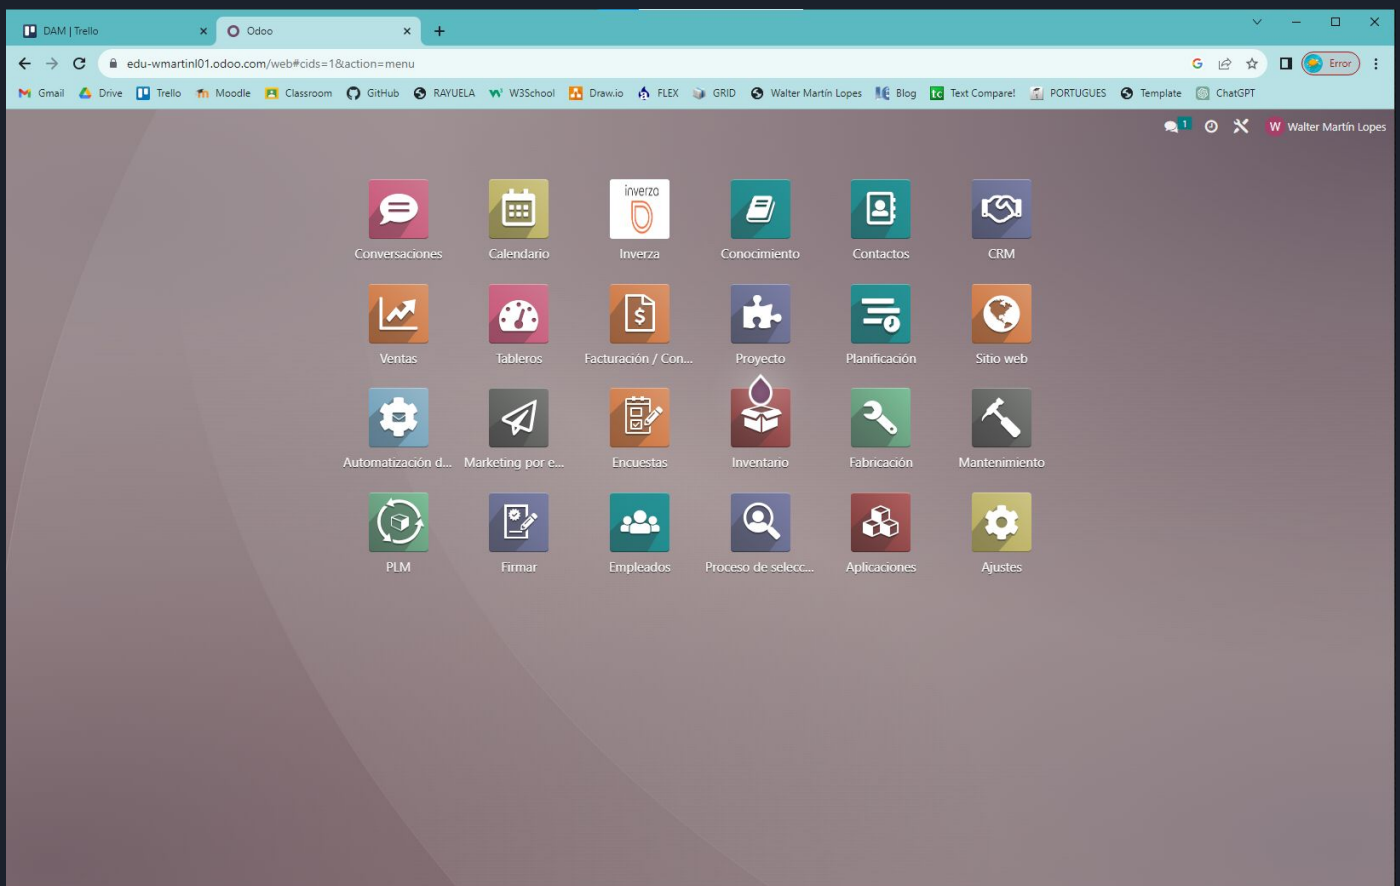 DAM | Trello
Odoo
edu-wmartinl01.odoo.com/web#cids=1&action=menu
Error
Gmail Drive Trello Moodle Classroom GitHub RAYUELA W3School Draw.io FLEX GRID Walter Martín Lopes Blog Text Compare! PORTUGUES Template ChatGPT
1 W Walter Martín Lopes
inverza
Conversaciones Calendario Inverza Conocimiento Contactos CRM
Ventas Tableros Facturación / Con... Proyecto Planificación Sitio web
Automatización d... Marketing por e... Encuestas Inventario Fabricación Mantenimiento
PLM Firmar Empleados Proceso de selecc... Aplicaciones Ajustes